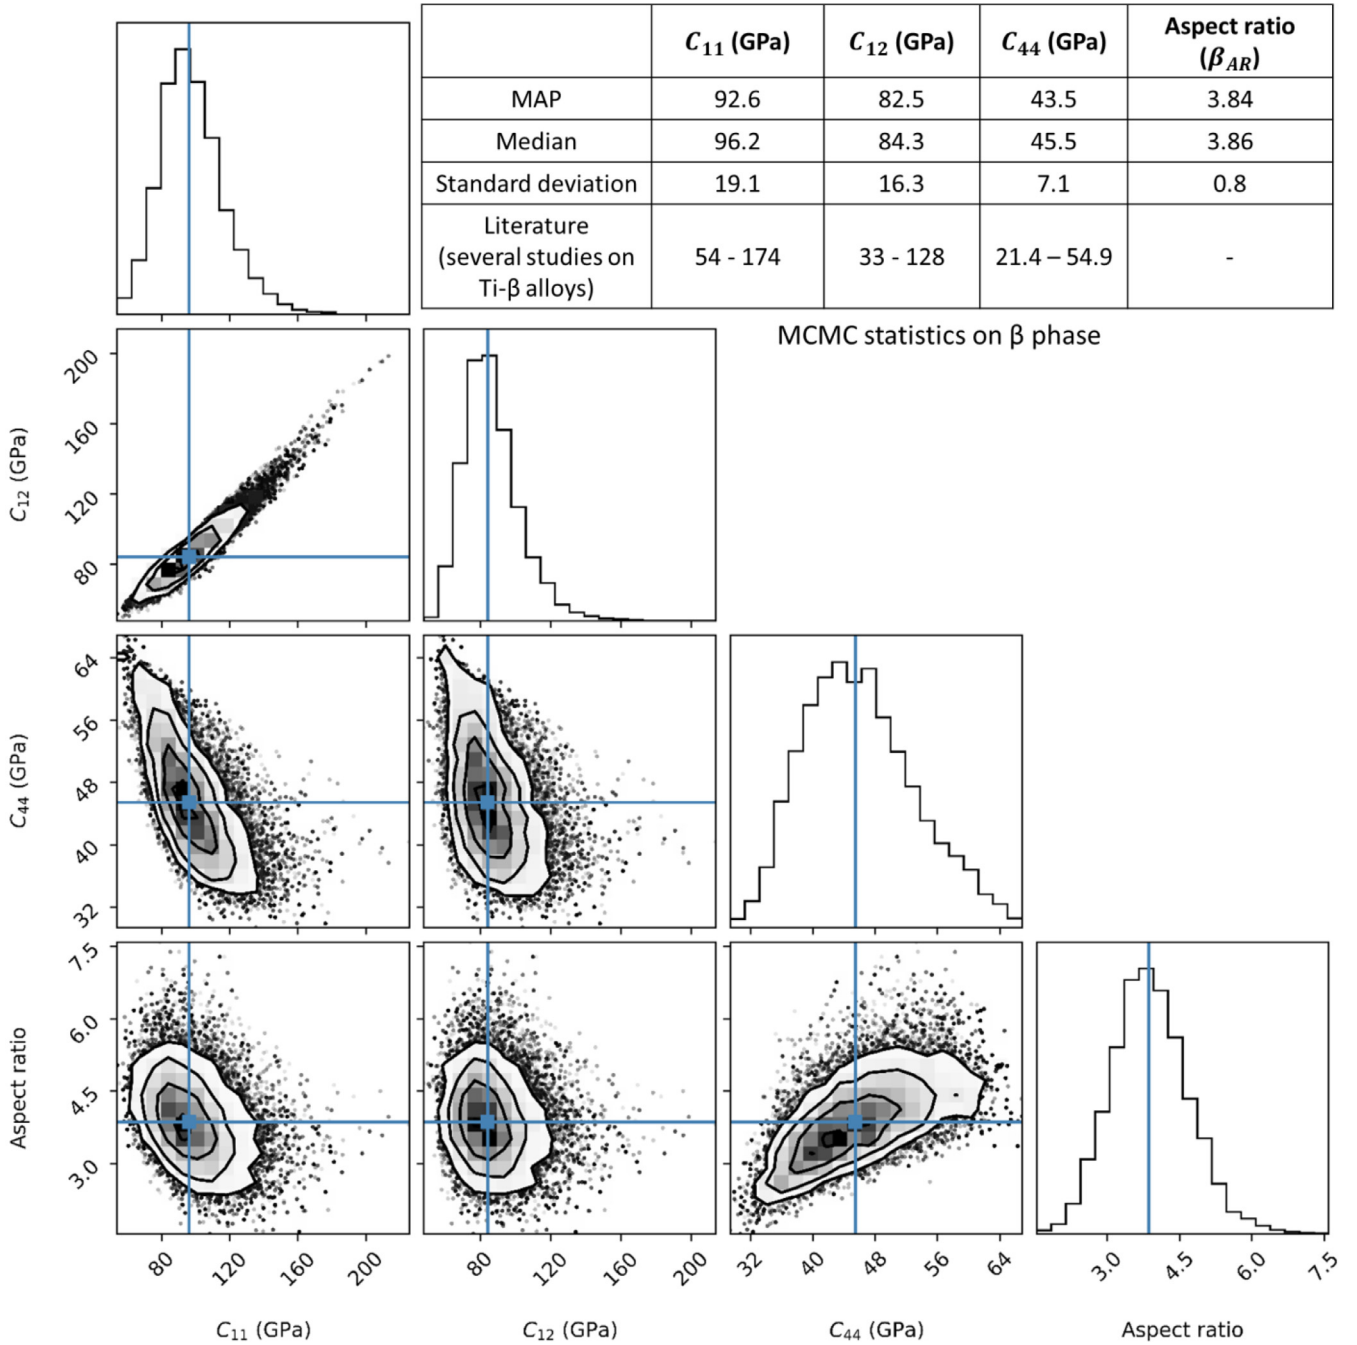 C₁₁ (GPa) C₁₂ (GPa) C₄₄ (GPa) Aspect ratio
(β_AR)
MAP 92.6 82.5 43.5 3.84
Median 96.2 84.3 45.5 3.86
Standard deviation 19.1 16.3 7.1 0.8
Literature
(several studies on 54 - 174 33 - 128 21.4 – 54.9 -
Ti-β alloys)
MCMC statistics on β phase
C₁₂ (GPa)
200
160
120
80
C₄₄ (GPa)
64
56
48
40
32
Aspect ratio
7.5
6.0
4.5
3.0
80 120 160 200 80 120 160 200 32 40 48 56 64 3.0 4.5 6.0 7.5
C₁₁ (GPa) C₁₂ (GPa) C₄₄ (GPa) Aspect ratio